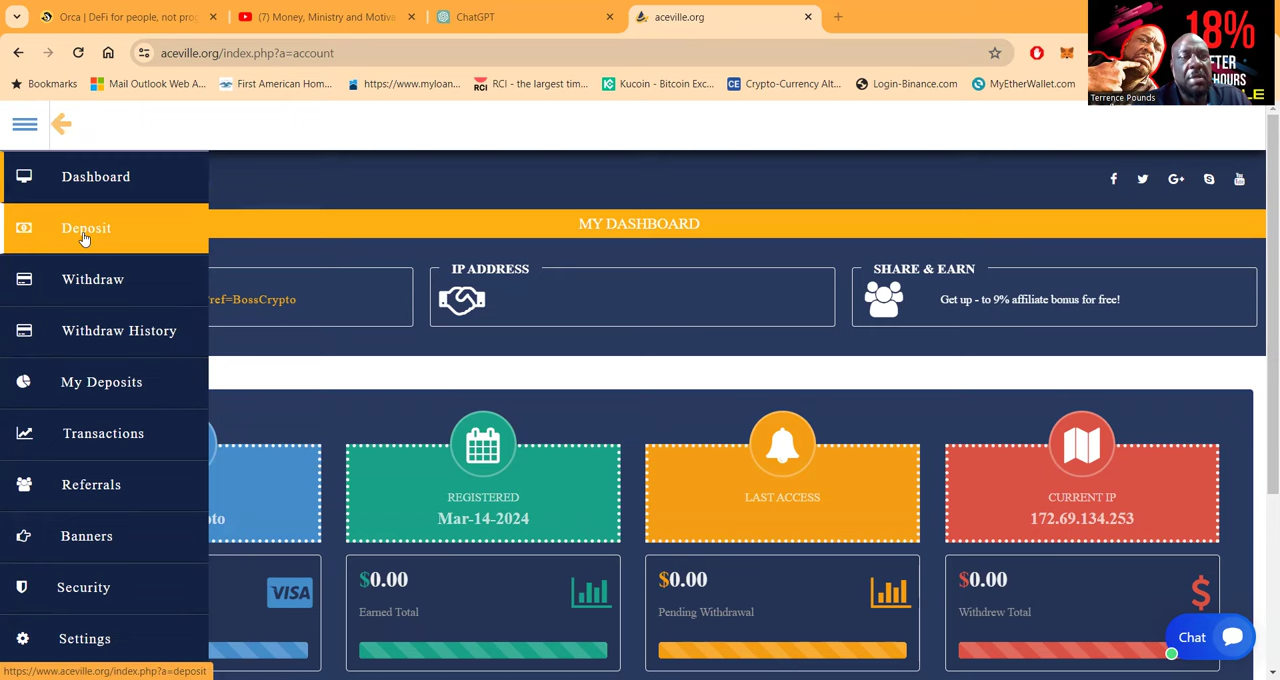 Orca | DeFi for people, not prog
(7) Money, Ministry and Motiva
ChatGPT
aceville.org
aceville.org/index.php?a=account
Bookmarks
Mail Outlook Web A...
First American Hom...
https://www.myloan...
RCI - the largest tim...
Kucoin - Bitcoin Exc...
Crypto-Currency Alt...
Login-Binance.com
MyEtherWallet.com
18%
Terrence Pounds
Dashboard
Deposit
Withdraw
Withdraw History
My Deposits
Transactions
Referrals
Banners
Security
Settings
https://www.aceville.org/index.php?a=deposit
MY DASHBOARD
?ref=BossCrypto
IP ADDRESS
SHARE & EARN
Get up - to 9% affiliate bonus for free!
REGISTERED
Mar-14-2024
LAST ACCESS
CURRENT IP
172.69.134.253
VISA
$0.00
Earned Total
$0.00
Pending Withdrawal
$0.00
Withdrew Total
Chat